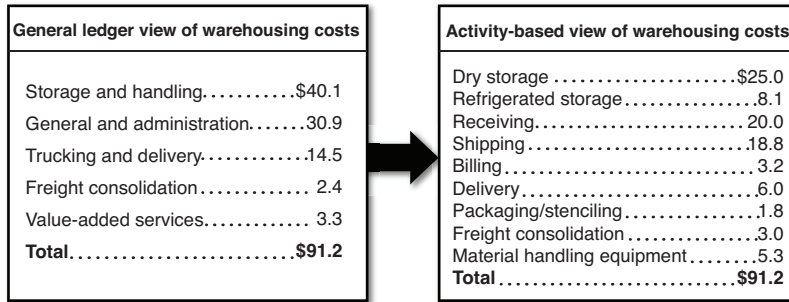 General ledger view of warehousing costs
Storage and handling...........$40.1
General and administration.......30.9
Trucking and delivery.............14.5
Freight consolidation............. 2.4
Value-added services............. 3.3
Total..........................$91.2
Activity-based view of warehousing costs
Dry storage .......................$25.0
Refrigerated storage................8.1
Receiving...........................20.0
Shipping...........................18.8
Billing................................3.2
Delivery..............................6.0
Packaging/stenciling.................1.8
Freight consolidation.................3.0
Material handling equipment........5.3
Total .............................$91.2